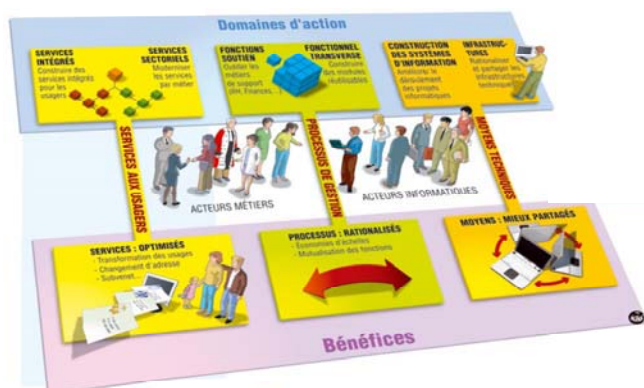 Domaines d'action
SERVICES
INTÉGRÉS
Construire des
services intégrés
pour les
usagers
SERVICES
SECTORIELS
Moderniser
les services
par métier
FONCTIONS
SOUTIEN
Outiller les
métiers
de support
FONCTIONNEL
TRANSVERSE
Construire
des modules
réutilisables
CONSTRUCTION
DES SYSTÈMES
D'INFORMATION
Améliorer le
déroulement
des projets
informatiques
INFRASTRUC-
TURES
Rationaliser
et partager les
infrastructures
techniques
SERVICES AUX USAGERS
PROCESSUS DE GESTION
MOYENS TECHNIQUES
ACTEURS MÉTIERS
ACTEURS INFORMATIQUES
SERVICES : OPTIMISÉS
- Transformation des usages
- Changement d'adresse
- Subvenet...
PROCESSUS : RATIONALISÉS
- Économies d'échelles
- Mutualisation des fonctions
MOYENS : MIEUX PARTAGÉS
Bénéfices